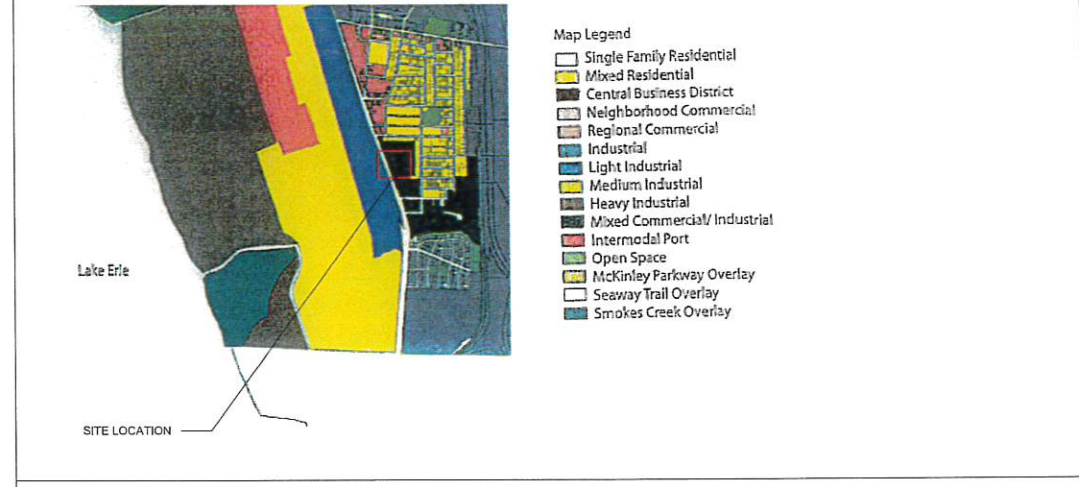 Map Legend
Single Family Residential
Mixed Residential
Central Business District
Neighborhood Commercial
Regional Commercial
Industrial
Light Industrial
Medium Industrial
Heavy Industrial
Mixed Commercial/ Industrial
Intermodal Port
Open Space
McKinley Parkway Overlay
Seaway Trail Overlay
Smokes Creek Overlay
Lake Erie
SITE LOCATION